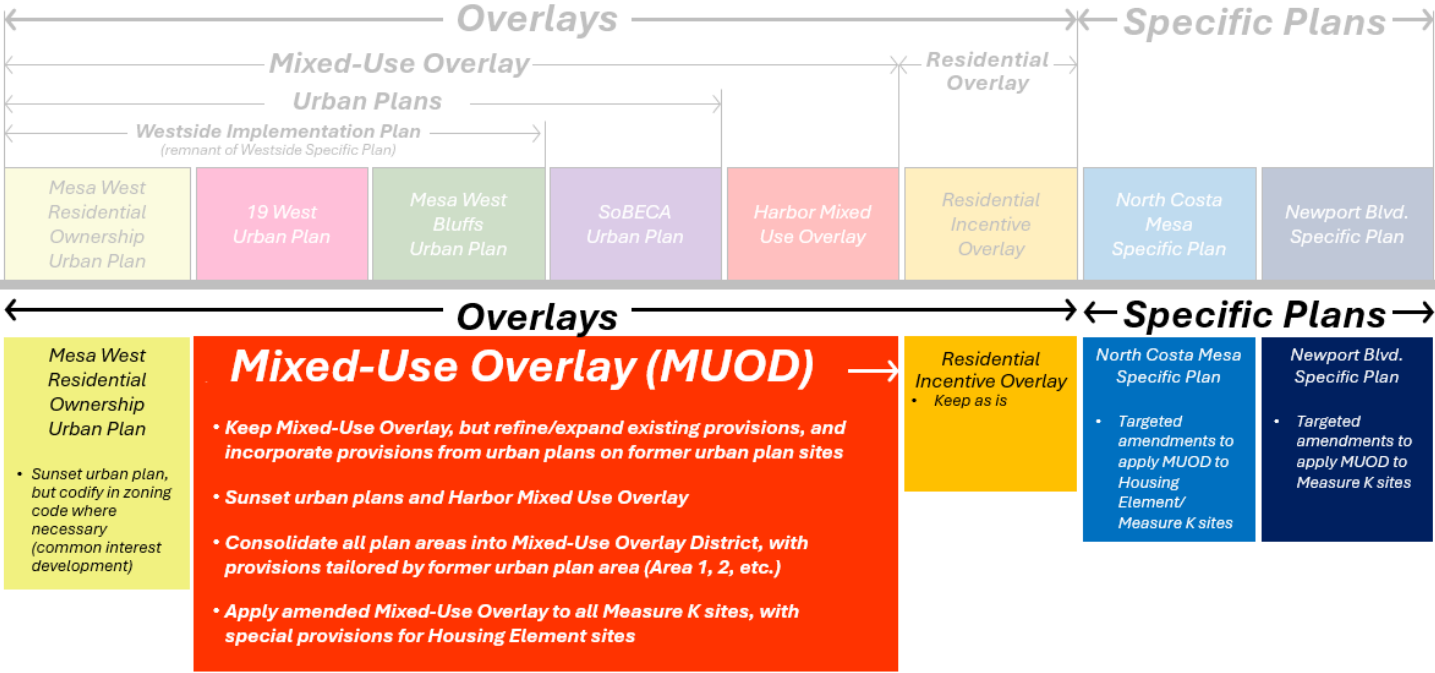 Overlays
Specific Plans
Mixed-Use Overlay
Residential
Overlay
Urban Plans
Westside Implementation Plan
(remnant of Westside Specific Plan)
Mesa West
Residential
Ownership
Urban Plan
19 West
Urban Plan
Mesa West
Bluffs
Urban Plan
SoBECA
Urban Plan
Harbor Mixed
Use Overlay
Residential
Incentive
Overlay
North Costa
Mesa
Specific Plan
Newport Blvd.
Specific Plan
Overlays
Specific Plans
Mesa West
Residential
Ownership
Urban Plan
• Sunset urban plan,
but codify in zoning
code where
necessary
(common interest
development)
Mixed-Use Overlay (MUOD)
• Keep Mixed-Use Overlay, but refine/expand existing provisions, and
incorporate provisions from urban plans on former urban plan sites
• Sunset urban plans and Harbor Mixed Use Overlay
• Consolidate all plan areas into Mixed-Use Overlay District, with
provisions tailored by former urban plan area (Area 1, 2, etc.)
• Apply amended Mixed-Use Overlay to all Measure K sites, with
special provisions for Housing Element sites
Residential
Incentive Overlay
• Keep as is
North Costa Mesa
Specific Plan
• Targeted
amendments to
apply MUOD to
Housing
Element/
Measure K sites
Newport Blvd.
Specific Plan
• Targeted
amendments to
apply MUOD to
Measure K sites